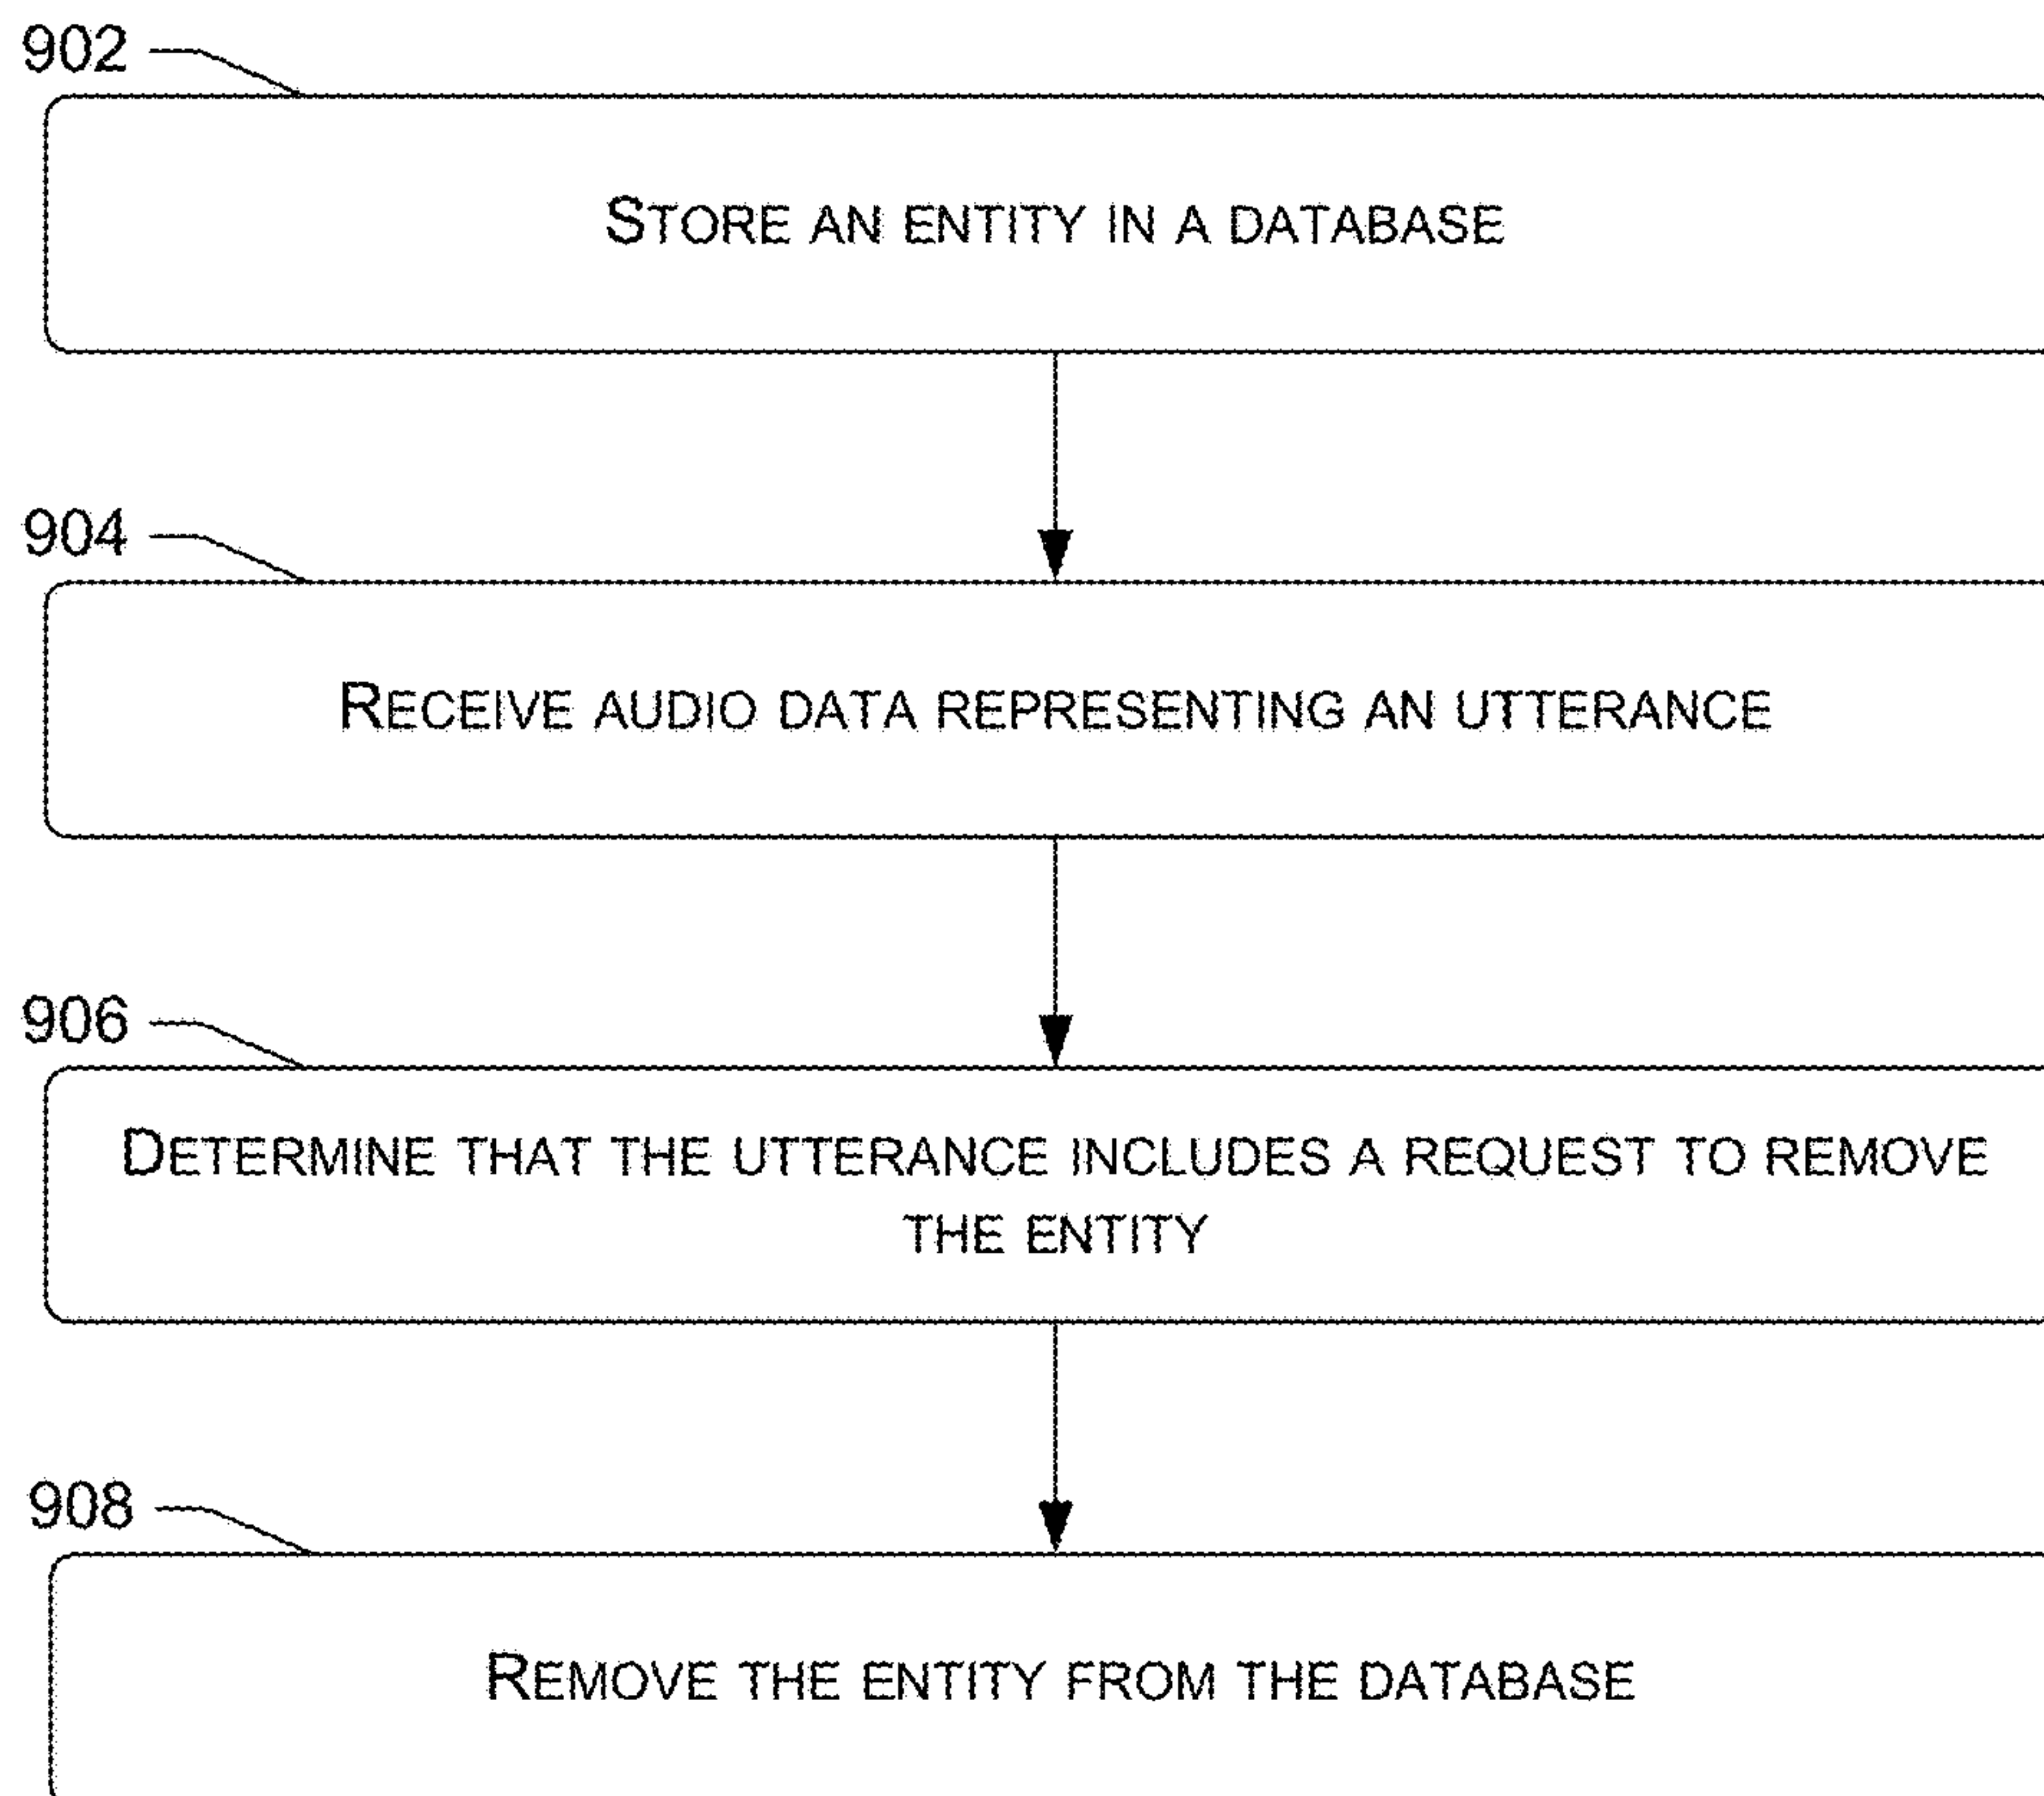 902
STORE AN ENTITY IN A DATABASE
904
RECEIVE AUDIO DATA REPRESENTING AN UTTERANCE
906
DETERMINE THAT THE UTTERANCE INCLUDES A REQUEST TO REMOVE
THE ENTITY
908
REMOVE THE ENTITY FROM THE DATABASE